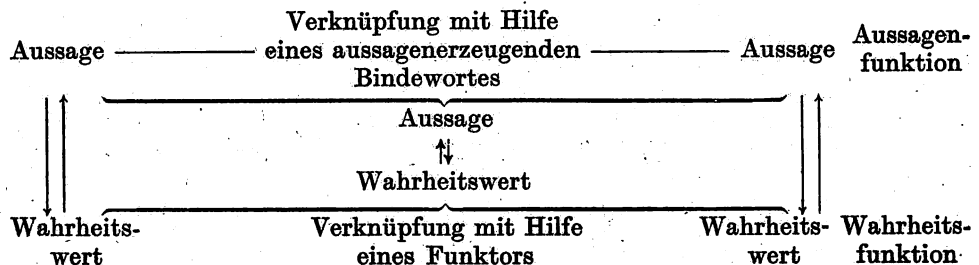 Verknüpfung mit Hilfe
Aussage eines aussagenerzeugenden Aussage
Bindewortes
Aussagen-
funktion
Aussage
Wahrheitswert
Wahrheits-
wert
Verknüpfung mit Hilfe
eines Funktors
Wahrheits-
wert
Wahrheits-
funktion